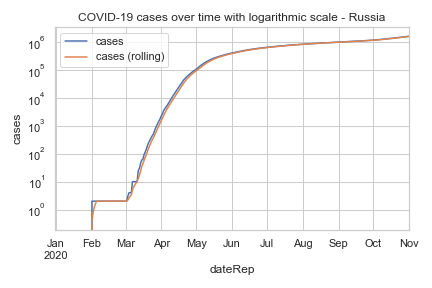 COVID-19 cases over time with logarithmic scale - Russia
cases
cases (rolling)
10⁶
10⁵
10⁴
10³
10²
10¹
10⁰
cases
Jan Feb Mar Apr May Jun Jul Aug Sep Oct Nov
2020
dateRep